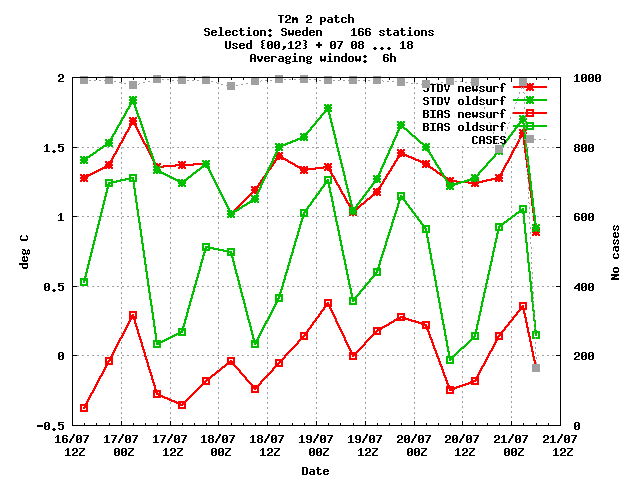 T2m 2 patch
Selection: Sweden 166 stations
Used {00,12} + 07 08 ... 18
Averaging window: 6h
STDV newsurf
STDV oldsurf
BIAS newsurf
BIAS oldsurf
CASES
2
1.5
1
0.5
0
-0.5
deg C
1000
800
600
400
200
0
No cases
16/07 17/07 17/07 18/07 18/07 19/07 19/07 20/07 20/07 21/07 21/07
12Z 00Z 12Z 00Z 12Z 00Z 12Z 00Z 12Z 00Z 12Z
Date